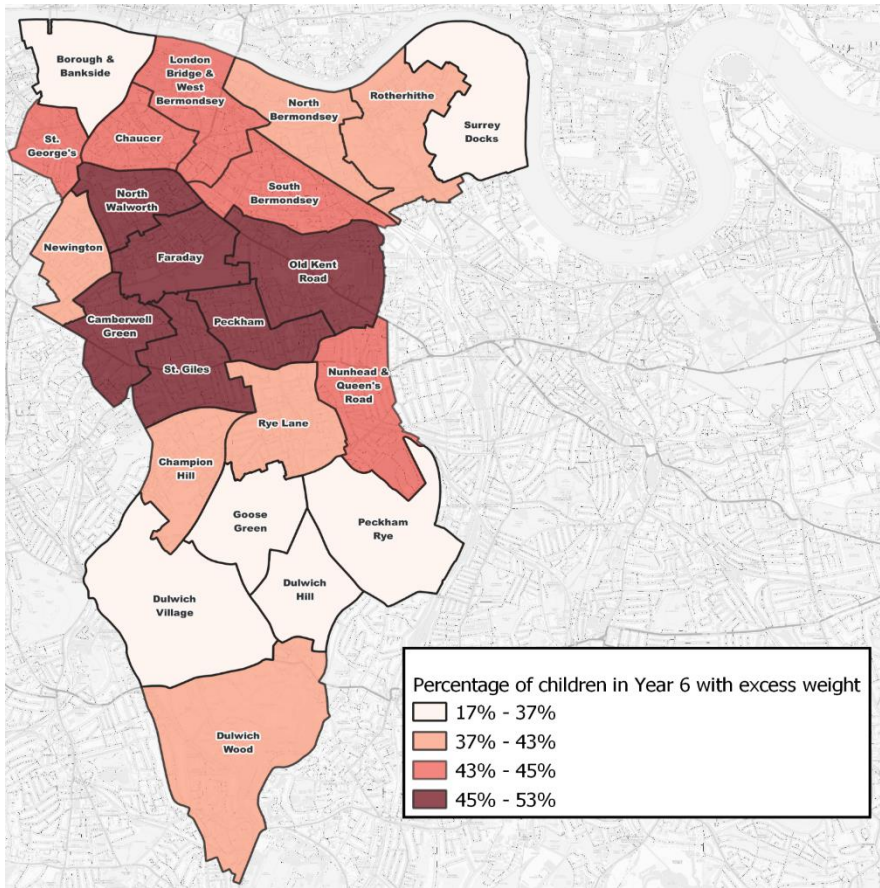 Borough &
Bankside
London
Bridge &
West
Bermondsey
North
Bermondsey
Rotherhithe
Surrey
Docks
St.
George's
Chaucer
South
Bermondsey
North
Walworth
Newington
Faraday
Old Kent
Road
Camberwell
Green
Peckham
St. Giles
Nunhead &
Queen's
Road
Rye Lane
Champion
Hill
Goose
Green
Peckham
Rye
Dulwich
Village
Dulwich
Hill
Dulwich
Wood
Percentage of children in Year 6 with excess weight
17% - 37%
37% - 43%
43% - 45%
45% - 53%